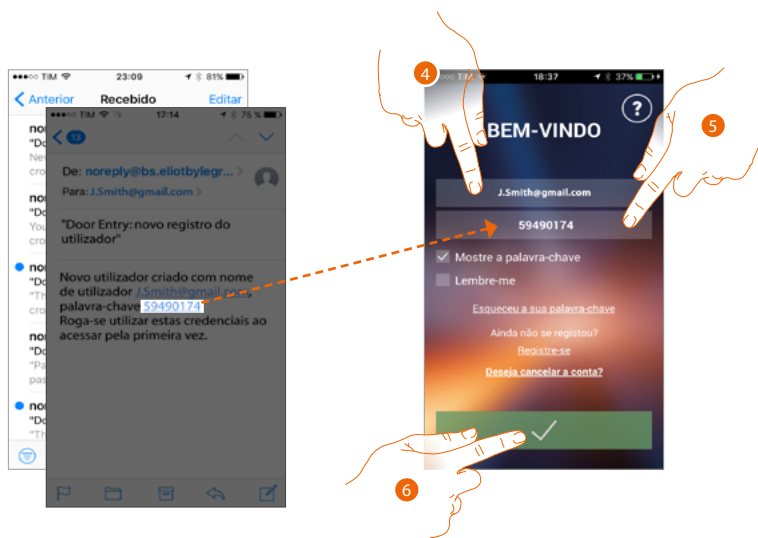 4
TIM 23:09 81%
Anterior Recebido Editar
TIM 17:14 75 %
13
De: noreply@bs.eliotbylegr...
Para: J.Smith@gmail.com
"Door Entry: novo registro do
utilizador"
Novo utilizador criado com nome
de utilizador J.Smith@gmail.com,
palavra-chave 59490174
Roga-se utilizar estas credenciais ao
acessar pela primeira vez.
TIM 18:37 37%
?
BEM-VINDO
5
J.Smith@gmail.com
59490174
Mostre a palavra-chave
Lembre-me
Esqueceu a sua palavra-chave
Ainda não se registou?
Registre-se
Deseja cancelar a conta?
6